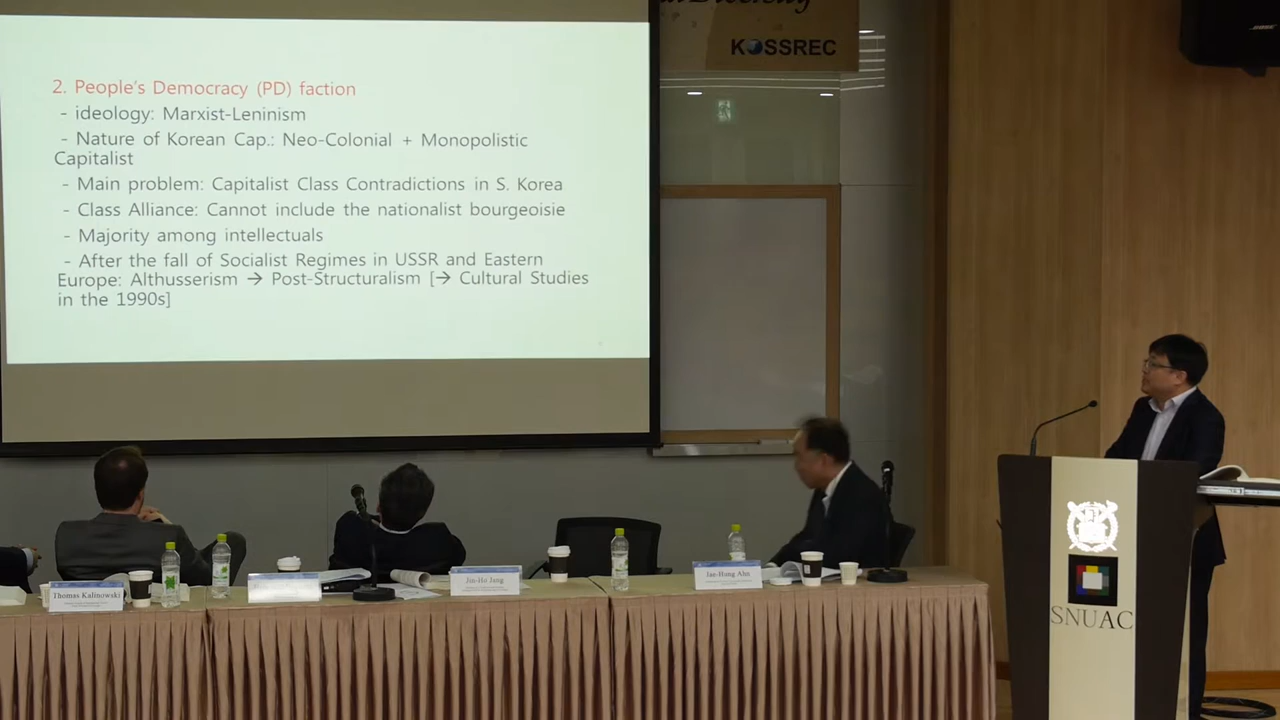 KOSSREC
2. People's Democracy (PD) faction
- ideology: Marxist-Leninism
- Nature of Korean Cap.: Neo-Colonial + Monopolistic
Capitalist
- Main problem: Capitalist Class Contradictions in S. Korea
- Class Alliance: Cannot include the nationalist bourgeoisie
- Majority among intellectuals
- After the fall of Socialist Regimes in USSR and Eastern
Europe: Althusserism → Post-Structuralism [→ Cultural Studies
in the 1990s]
Thomas Kalinowski
Jin-Ho Jang
Jae-Hung Ahn
SNUAC